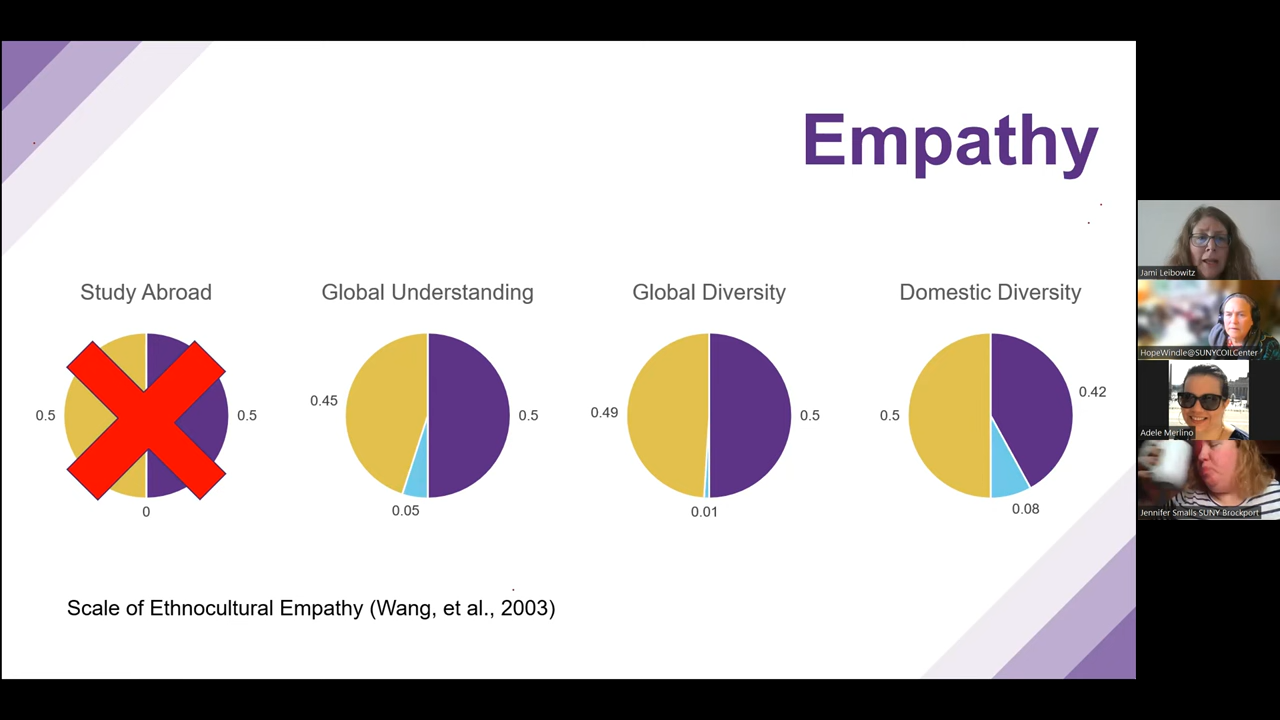 Empathy
Study Abroad
Global Understanding
Global Diversity
Domestic Diversity
0.5
0.5
0
0.45
0.5
0.05
0.49
0.5
0.01
0.5
0.42
0.08
Scale of Ethnocultural Empathy (Wang, et al., 2003)
Jami Leibowitz
HopeWindle@SUNYCOILCenter
Adele Merlino
Jennifer Smalls SUNY Brockport